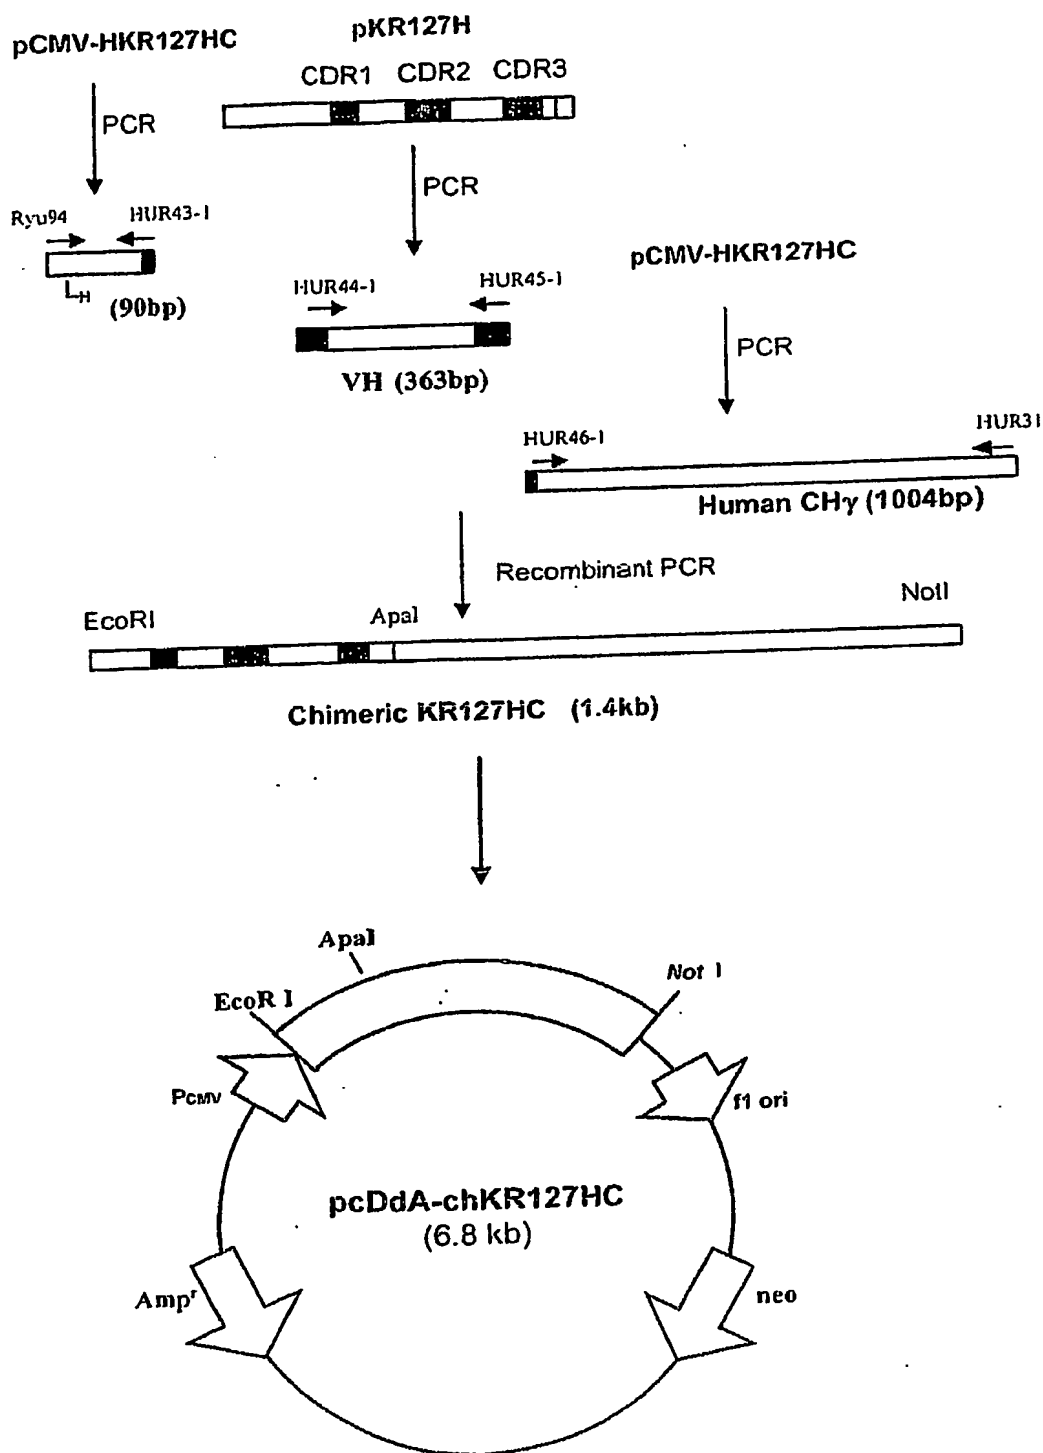 pCMV-HKR127HC
pKR127H
CDR1 CDR2 CDR3
PCR
PCR
Ryu94 HUR43-1
LH
(90bp)
HUR44-1 HUR45-1
VH (363bp)
pCMV-HKR127HC
PCR
HUR46-1 HUR31
Human CHγ (1004bp)
Recombinant PCR
EcoRI ApaI NotI
Chimeric KR127HC (1.4kb)
ApaI
EcoR I
Not I
PCMV
f1 ori
pcDdA-chKR127HC
(6.8 kb)
Ampr
neo